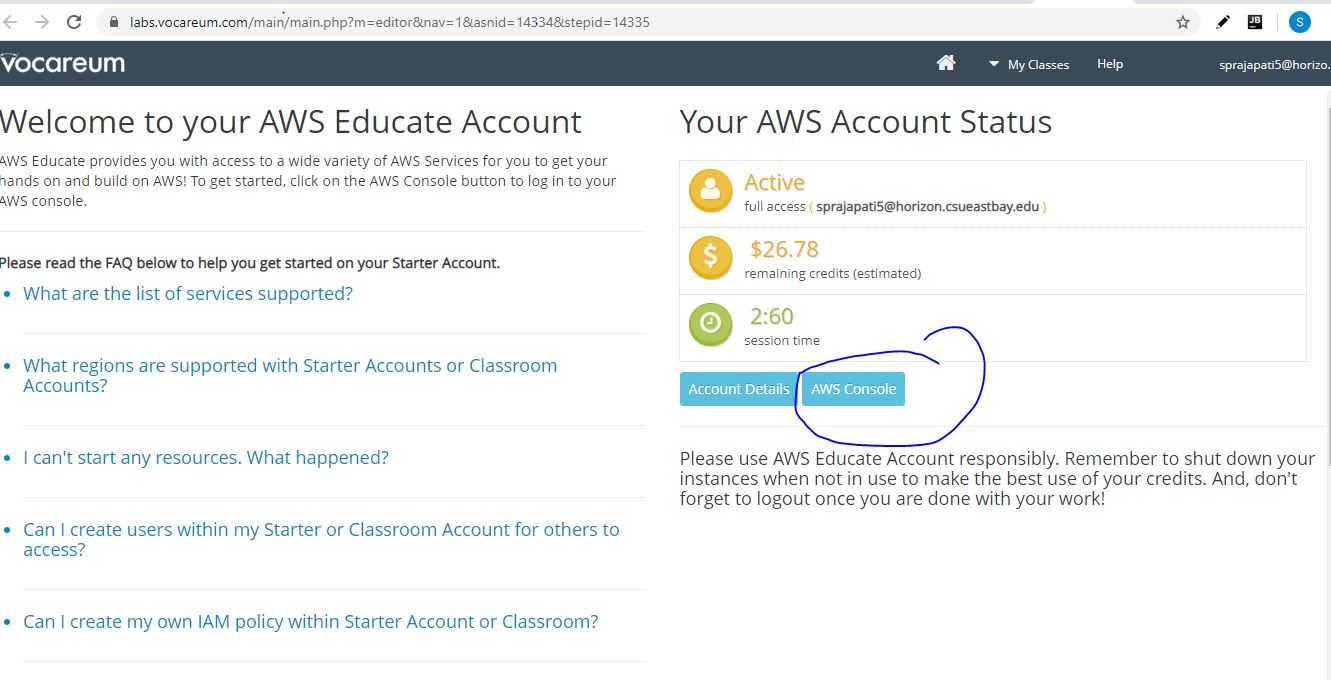 labs.vocareum.com/main/main.php?m=editor&nav=1&asnid=14334&stepid=14335
JB
S
vocareum
My Classes
Help
sprajapati5@horizo.
Welcome to your AWS Educate Account
AWS Educate provides you with access to a wide variety of AWS Services for you to get your
hands on and build on AWS! To get started, click on the AWS Console button to log in to your
AWS console.
Please read the FAQ below to help you get started on your Starter Account.
• What are the list of services supported?
• What regions are supported with Starter Accounts or Classroom
Accounts?
• I can't start any resources. What happened?
• Can I create users within my Starter or Classroom Account for others to
access?
• Can I create my own IAM policy within Starter Account or Classroom?
Your AWS Account Status
Active
full access ( sprajapati5@horizon.csueastbay.edu )
$
$26.78
remaining credits (estimated)
2:60
session time
Account Details
AWS Console
Please use AWS Educate Account responsibly. Remember to shut down your
instances when not in use to make the best use of your credits. And, don't
forget to logout once you are done with your work!